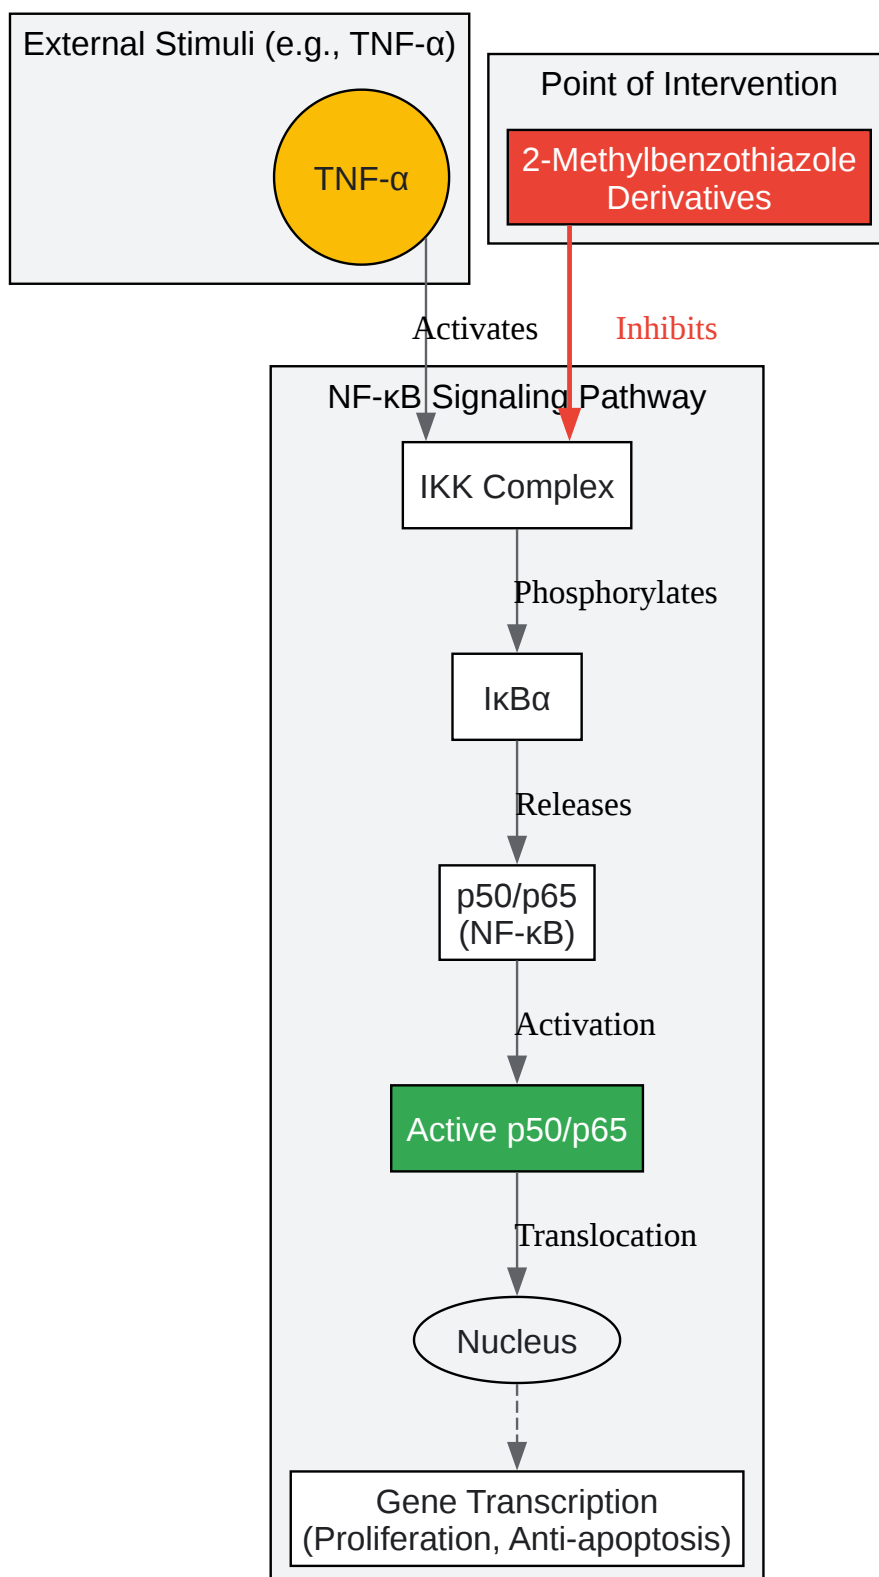 External Stimuli (e.g., TNF-α)
TNF-α
Point of Intervention
2-Methylbenzothiazole
Derivatives
Activates
Inhibits
NF-κB Signaling Pathway
IKK Complex
Phosphorylates
IκBα
Releases
p50/p65
(NF-κB)
Activation
Active p50/p65
Translocation
Nucleus
Gene Transcription
(Proliferation, Anti-apoptosis)